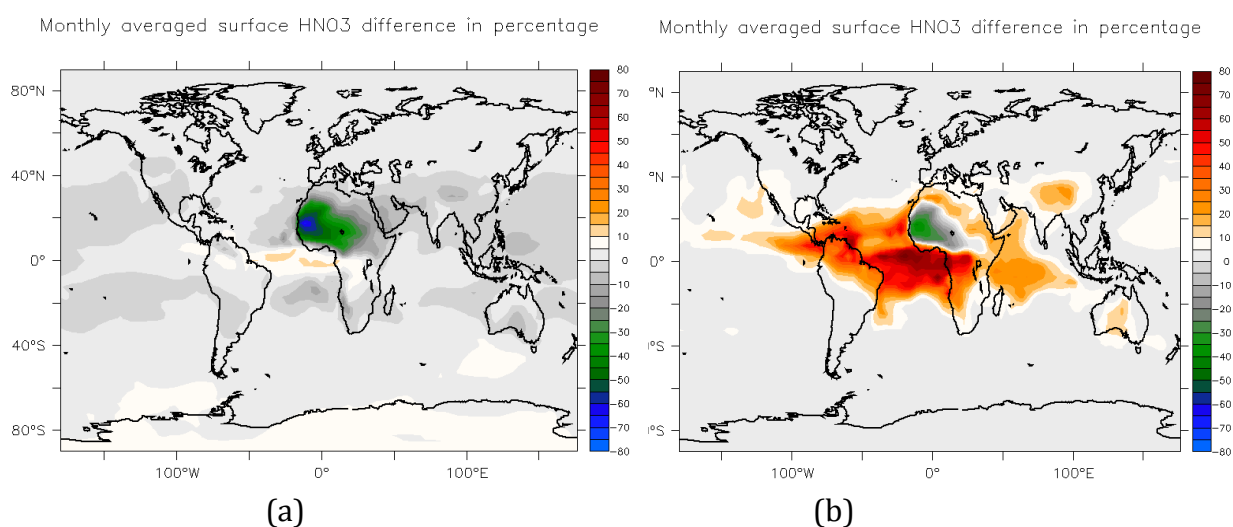 Monthly averaged surface HNO3 difference in percentage
80°N
40°N
0°
40°S
80°S
100°W
0°
100°E
80
70
60
50
40
30
20
10
0
-10
-20
-30
-40
-50
-60
-70
-80
(a)
Monthly averaged surface HNO3 difference in percentage
°N
°N
0°
°S
°S
100°W
0°
100°E
80
70
60
50
40
30
20
10
0
-10
-20
-30
-40
-50
-60
-70
-80
(b)